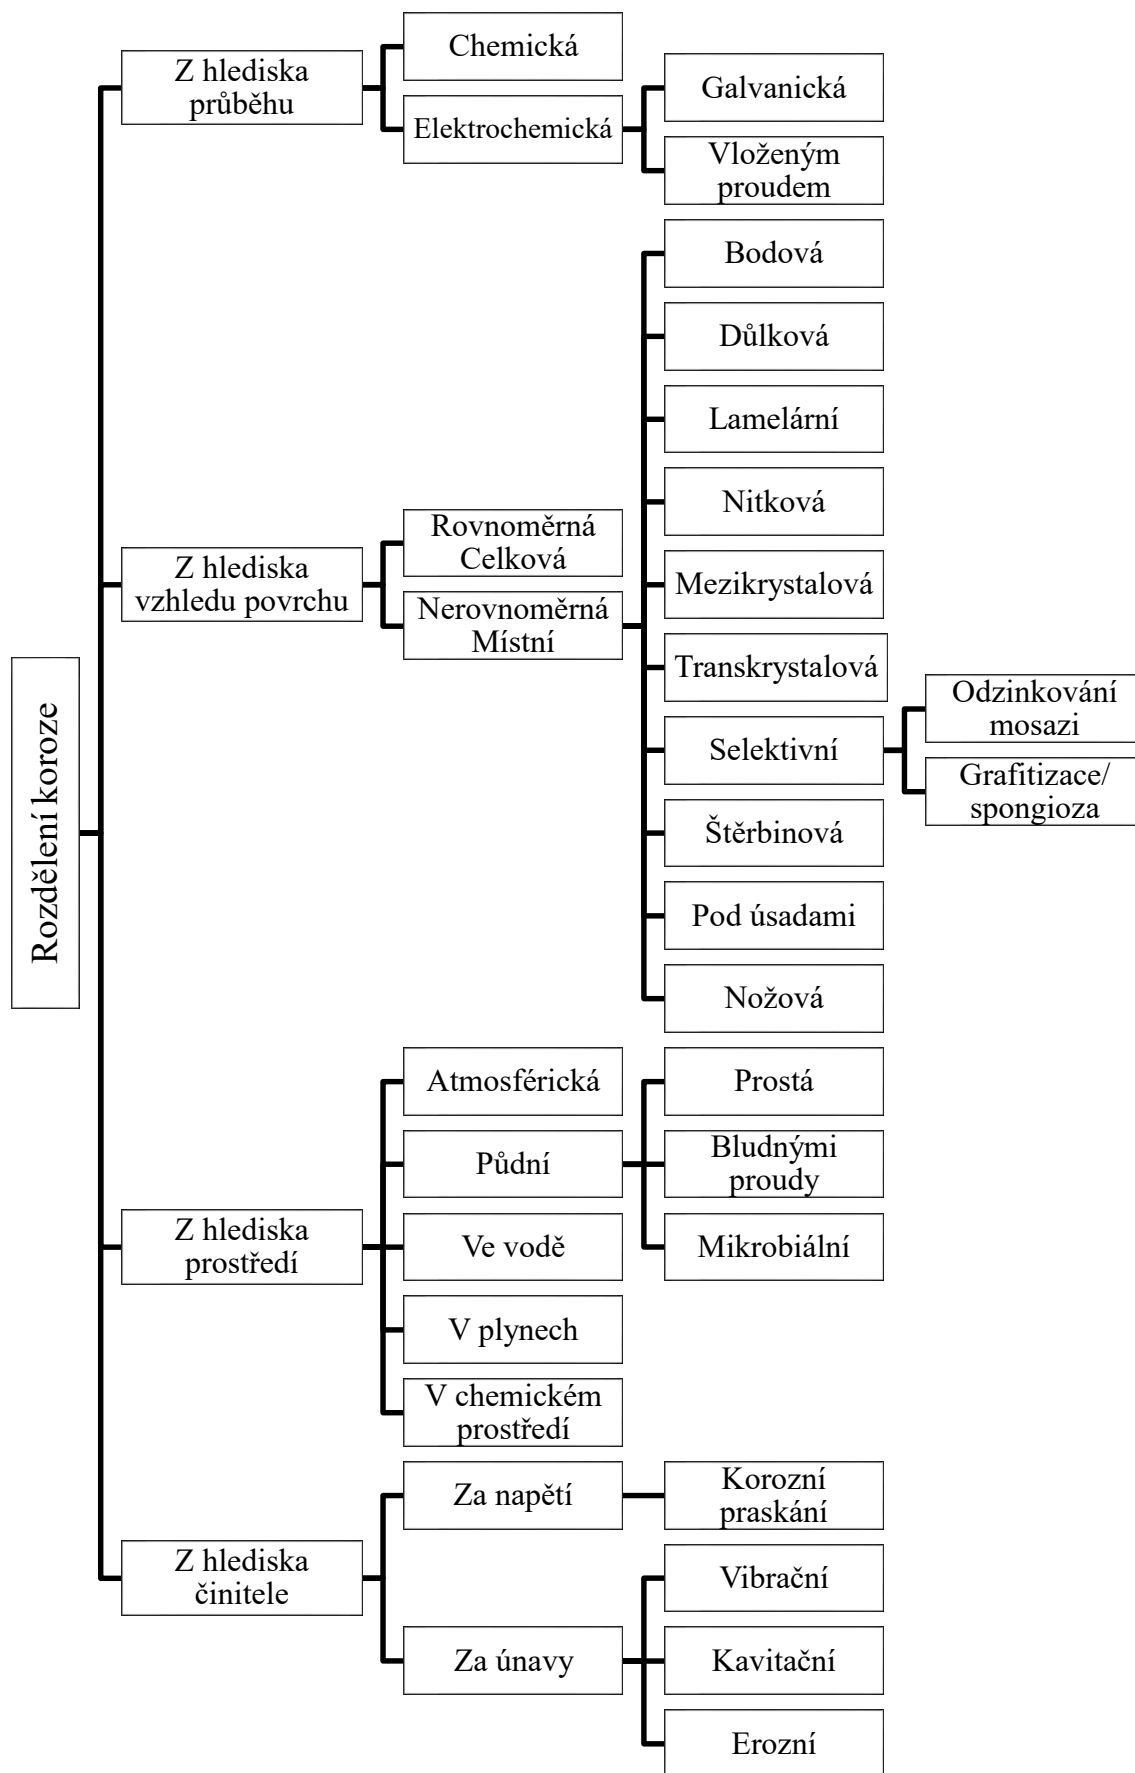 Rozdělení koroze
Z hlediska
průběhu
Chemická
Elektrochemická
Galvanická
Vloženým
proudem
Z hlediska
vzhledu povrchu
Rovnoměrná
Celková
Nerovnoměrná
Místní
Bodová
Důlková
Lamelární
Nitková
Mezikrystalová
Transkrystalová
Selektivní
Odzinkování
mosazi
Grafitizace/
spongioza
Štěrbinová
Pod úsadami
Nožová
Z hlediska
prostředí
Atmosférická
Půdní
Prostá
Bludnými
proudy
Mikrobiální
Ve vodě
V plynech
V chemickém
prostředí
Z hlediska
činitele
Za napětí
Korozní
praskání
Za únavy
Vibrační
Kavitační
Erozní